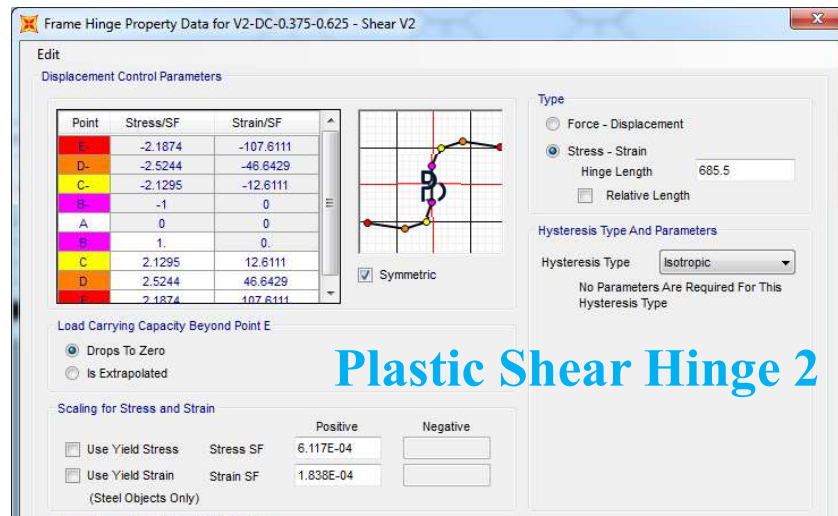 Frame Hinge Property Data for V2-DC-0.375-0.625 - Shear V2
Edit
Displacement Control Parameters
Point Stress/SF Strain/SF
E- -2.1874 -107.6111
D- -2.5244 -46.6429
C- -2.1295 -12.6111
B- -1 0
A 0 0
B 1. 0.
C 2.1295 12.6111
D 2.5244 46.6429
E 2.1874 107.6111
Symmetric
Load Carrying Capacity Beyond Point E
Drops To Zero
Is Extrapolated
Scaling for Stress and Strain
Positive Negative
Use Yield Stress Stress SF 6.117E-04
Use Yield Strain Strain SF 1.838E-04
(Steel Objects Only)
Type
Force - Displacement
Stress - Strain
Hinge Length 685.5
Relative Length
Hysteresis Type And Parameters
Hysteresis Type Isotropic
No Parameters Are Required For This
Hysteresis Type
Plastic Shear Hinge 2